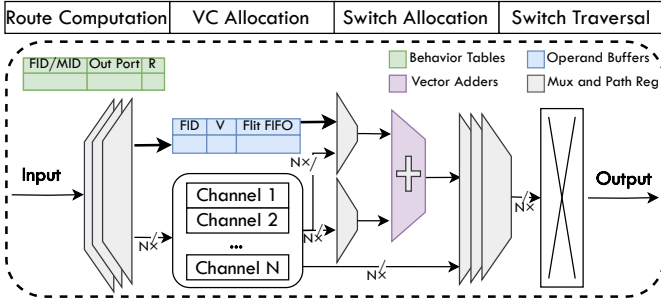 Route Computation VC Allocation Switch Allocation Switch Traversal
FID/MID Out Port R
Behavior Tables Operand Buffers
Vector Adders Mux and Path Reg
FID V Flit FIFO
N×
Input
Output
Channel 1
Channel 2
...
Channel N
N×
N×
N×
N×